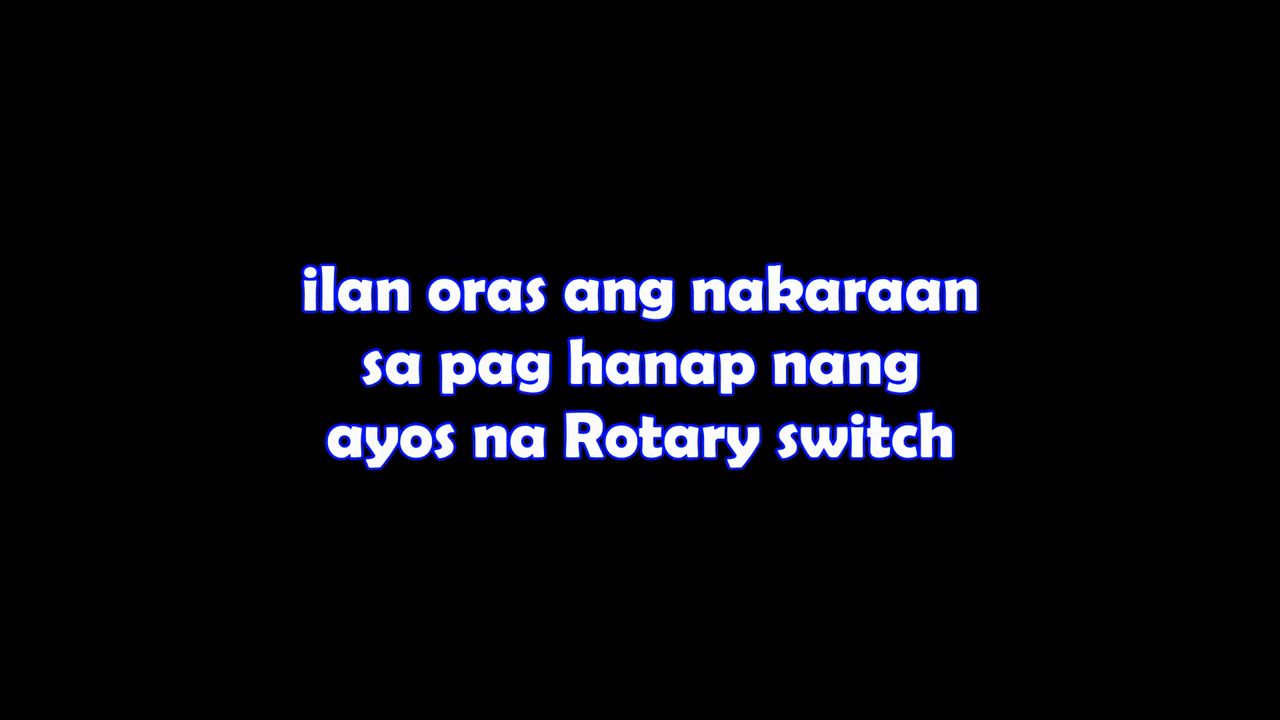 ilan oras ang nakaraan
sa pag hanap nang
ayos na Rotary switch